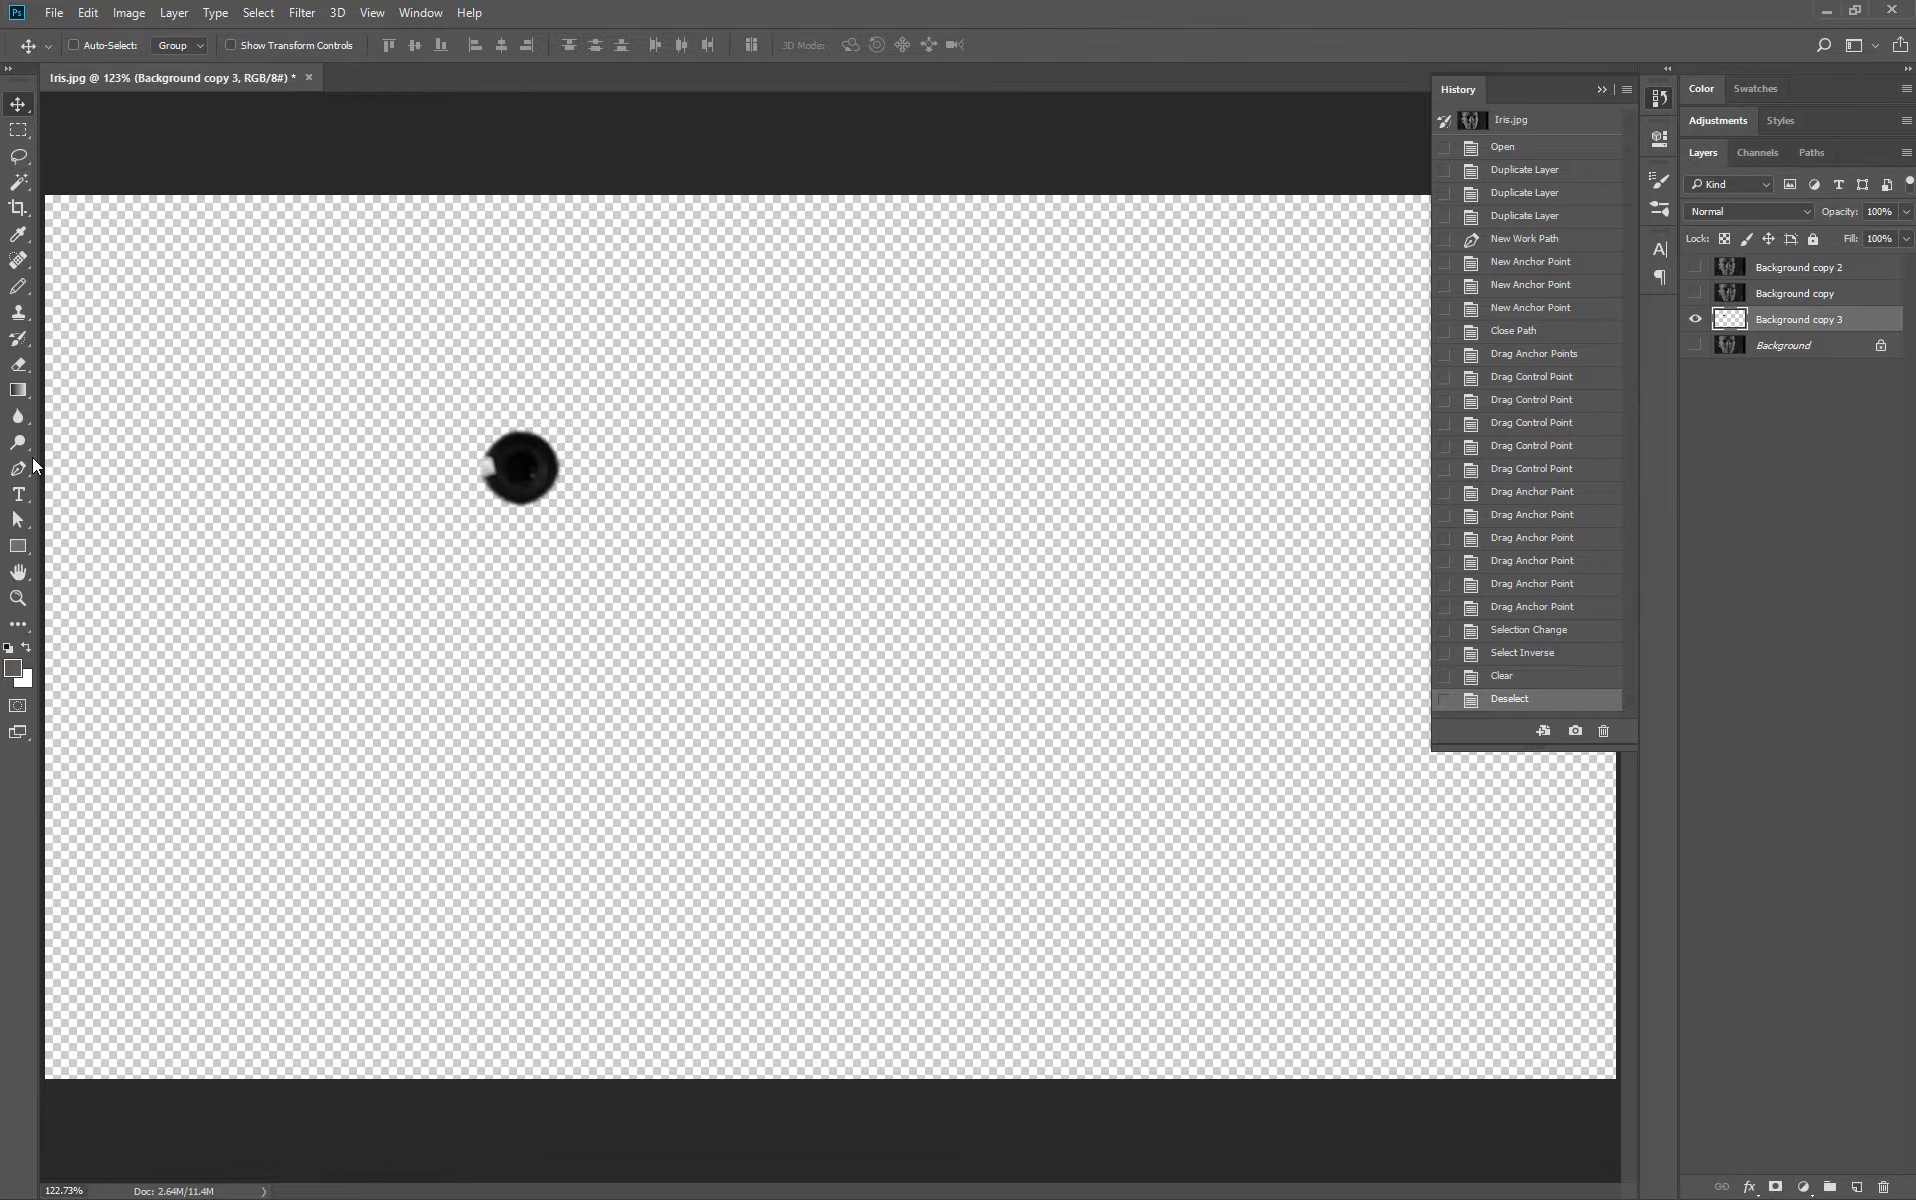 Ps File Edit Image Layer Type Select Filter 3D View Window Help
Auto-Select: Group Show Transform Controls 3D Mode:
Iris.jpg @ 123% (Background copy 3, RGB/8#) * ×
History
Iris.jpg
Open
Duplicate Layer
Duplicate Layer
Duplicate Layer
New Work Path
New Anchor Point
New Anchor Point
New Anchor Point
Close Path
Drag Anchor Points
Drag Control Point
Drag Control Point
Drag Control Point
Drag Control Point
Drag Control Point
Drag Anchor Point
Drag Anchor Point
Drag Anchor Point
Drag Anchor Point
Drag Anchor Point
Drag Anchor Point
Selection Change
Select Inverse
Clear
Deselect
Color Swatches
Adjustments Styles
Layers Channels Paths
Kind
Normal Opacity: 100%
Lock: Fill: 100%
Background copy 2
Background copy
Background copy 3
Background
122.73% Doc: 2.64M/11.4M